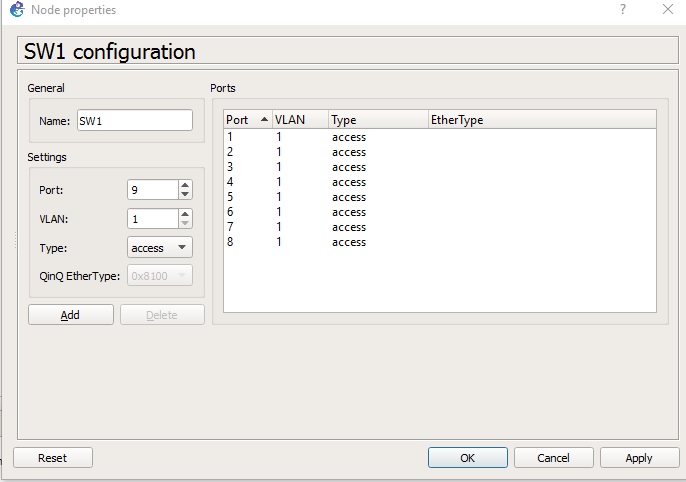 Node properties
?
SW1 configuration
General
Name: SW1
Settings
Port: 9
VLAN: 1
Type: access
QinQ EtherType: 0x8100
Add Delete
Ports
Port VLAN Type EtherType
1 1 access
2 1 access
3 1 access
4 1 access
5 1 access
6 1 access
7 1 access
8 1 access
Reset OK Cancel Apply